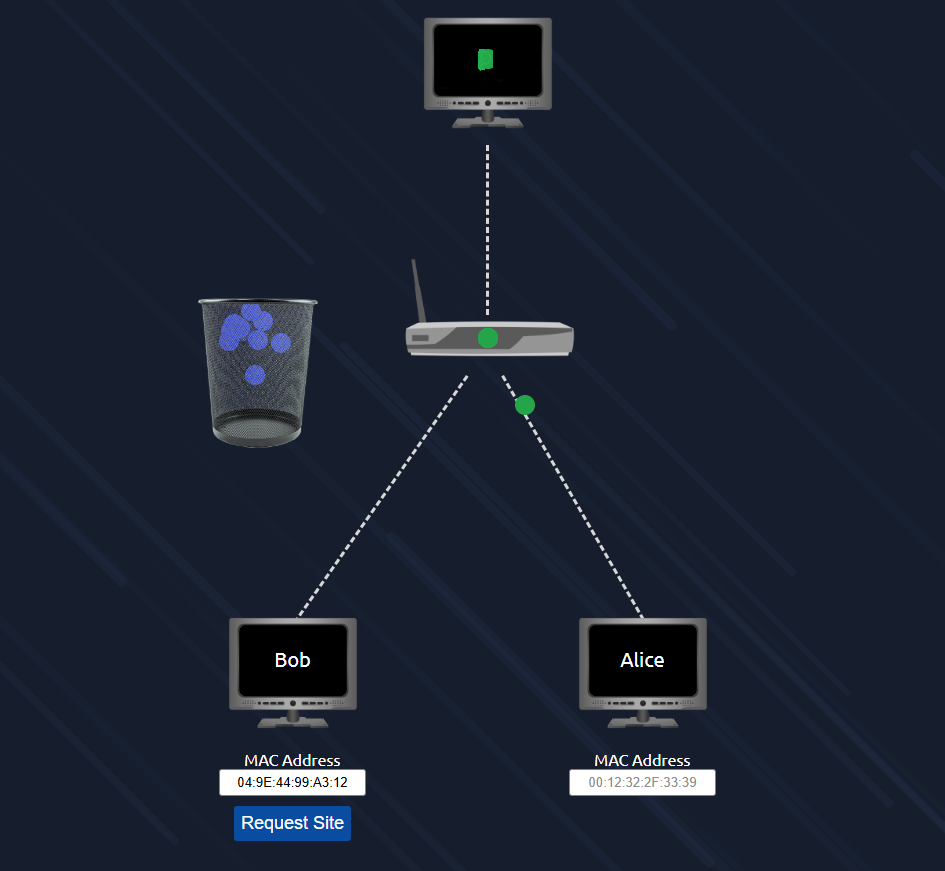 Bob
Alice
MAC Address
MAC Address
04:9E:44:99:A3:12
00:12:32:2F:33:39
Request Site